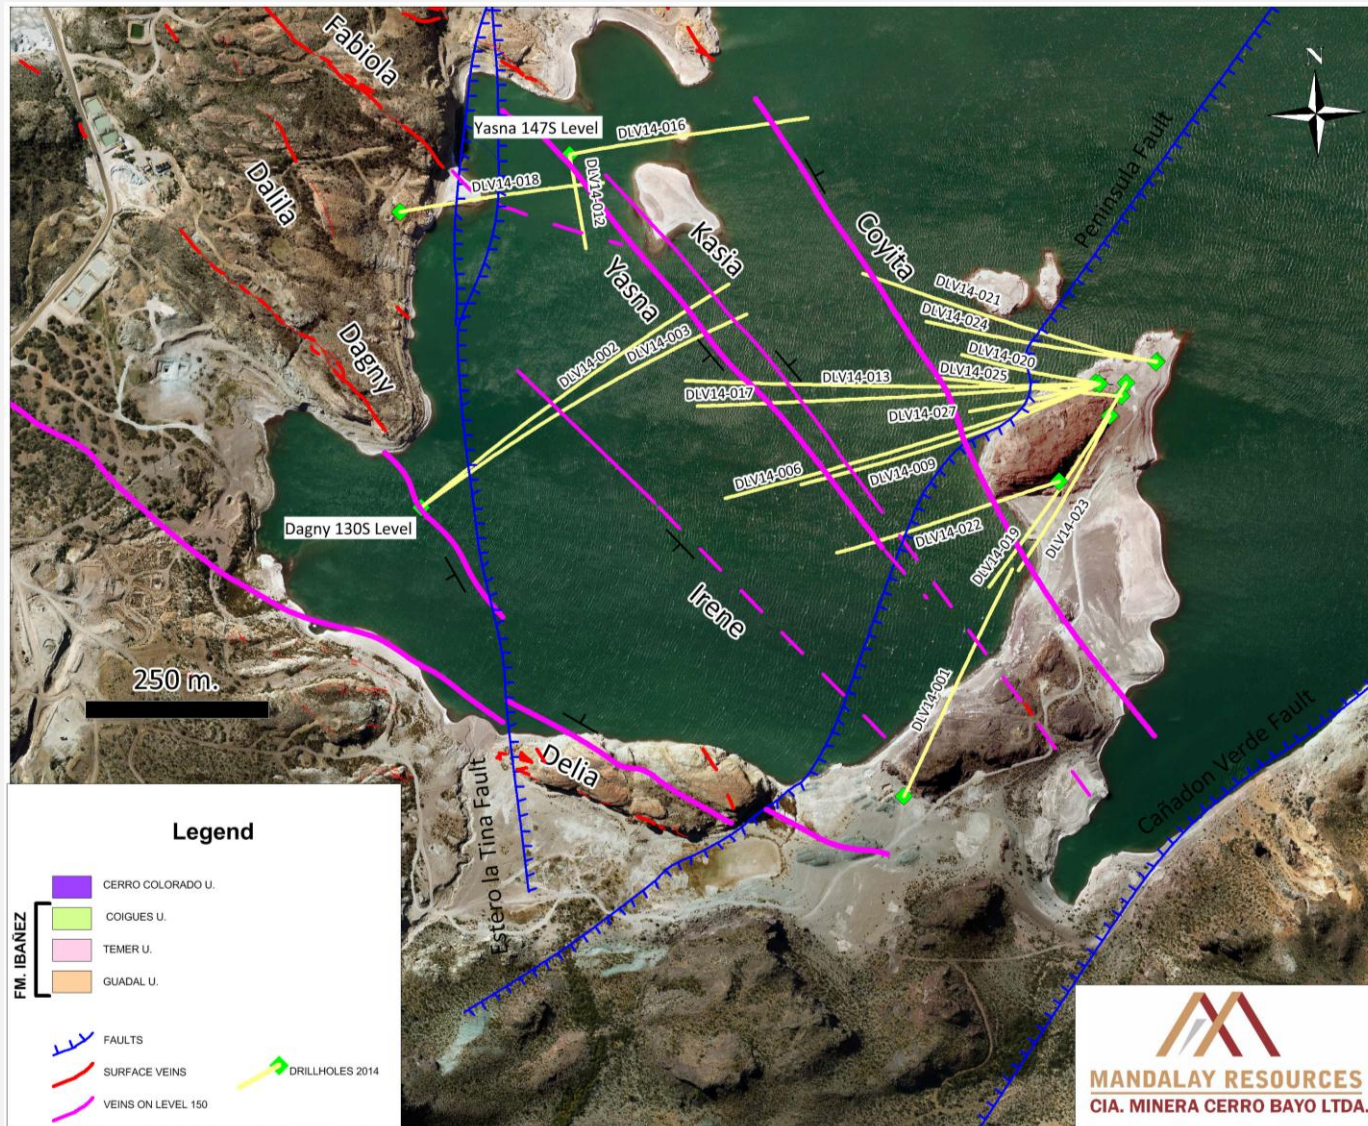 Fabiola
Yasna 147S Level
DLV14-016
N
Dalilla
DLV14-018
DLV14-012
Kasia
Coyita
Peninsula Fault
Yasna
DLV14-021
DLV14-024
Dagny
DLV14-002
DLV14-003
DLV14-020
DLV14-013
DLV14-025
DLV14-017
DLV14-027
DLV14-006
DLV14-009
Dagny 130S Level
DLV14-022
DLV14-019
DLV14-023
Irene
250 m.
DLV14-001
Delia
Estero la Tina Fault
Cañadon Verde Fault
Legend
FM. IBAÑEZ
CERRO COLORADO U.
COIGUES U.
TEMER U.
GUADAL U.
FAULTS
SURFACE VEINS
DRILLHOLES 2014
VEINS ON LEVEL 150
MANDALAY RESOURCES
CIA. MINERA CERRO BAYO LTDA.